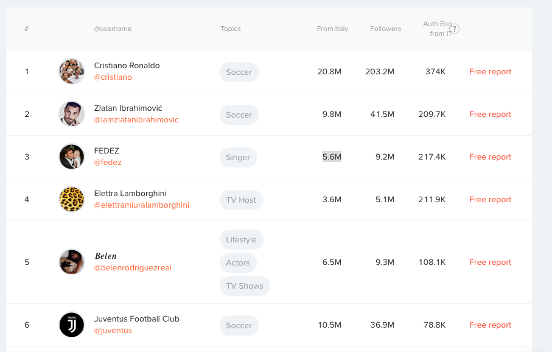 # @username Topics From Italy Followers Auth Eng.
from IT ?
1 Cristiano Ronaldo Soccer 20.8M 203.2M 374K Free report
@cristiano
2 Zlatan Ibrahimović Soccer 9.8M 41.5M 209.7K Free report
@iamzlatanibrahimovic
3 FEDEZ Singer 5.6M 9.2M 217.4K Free report
@fedez
4 Elettra Lamborghini TV Host 3.6M 5.1M 211.9K Free report
@elettramiuralamborghini
Lifestyle
5 𝑩𝒆𝒍𝒆𝒏 Actors 6.5M 9.3M 108.1K Free report
@belenrodriguezreal
TV Shows
6 Juventus Football Club Soccer 10.5M 36.9M 78.8K Free report
@juventus